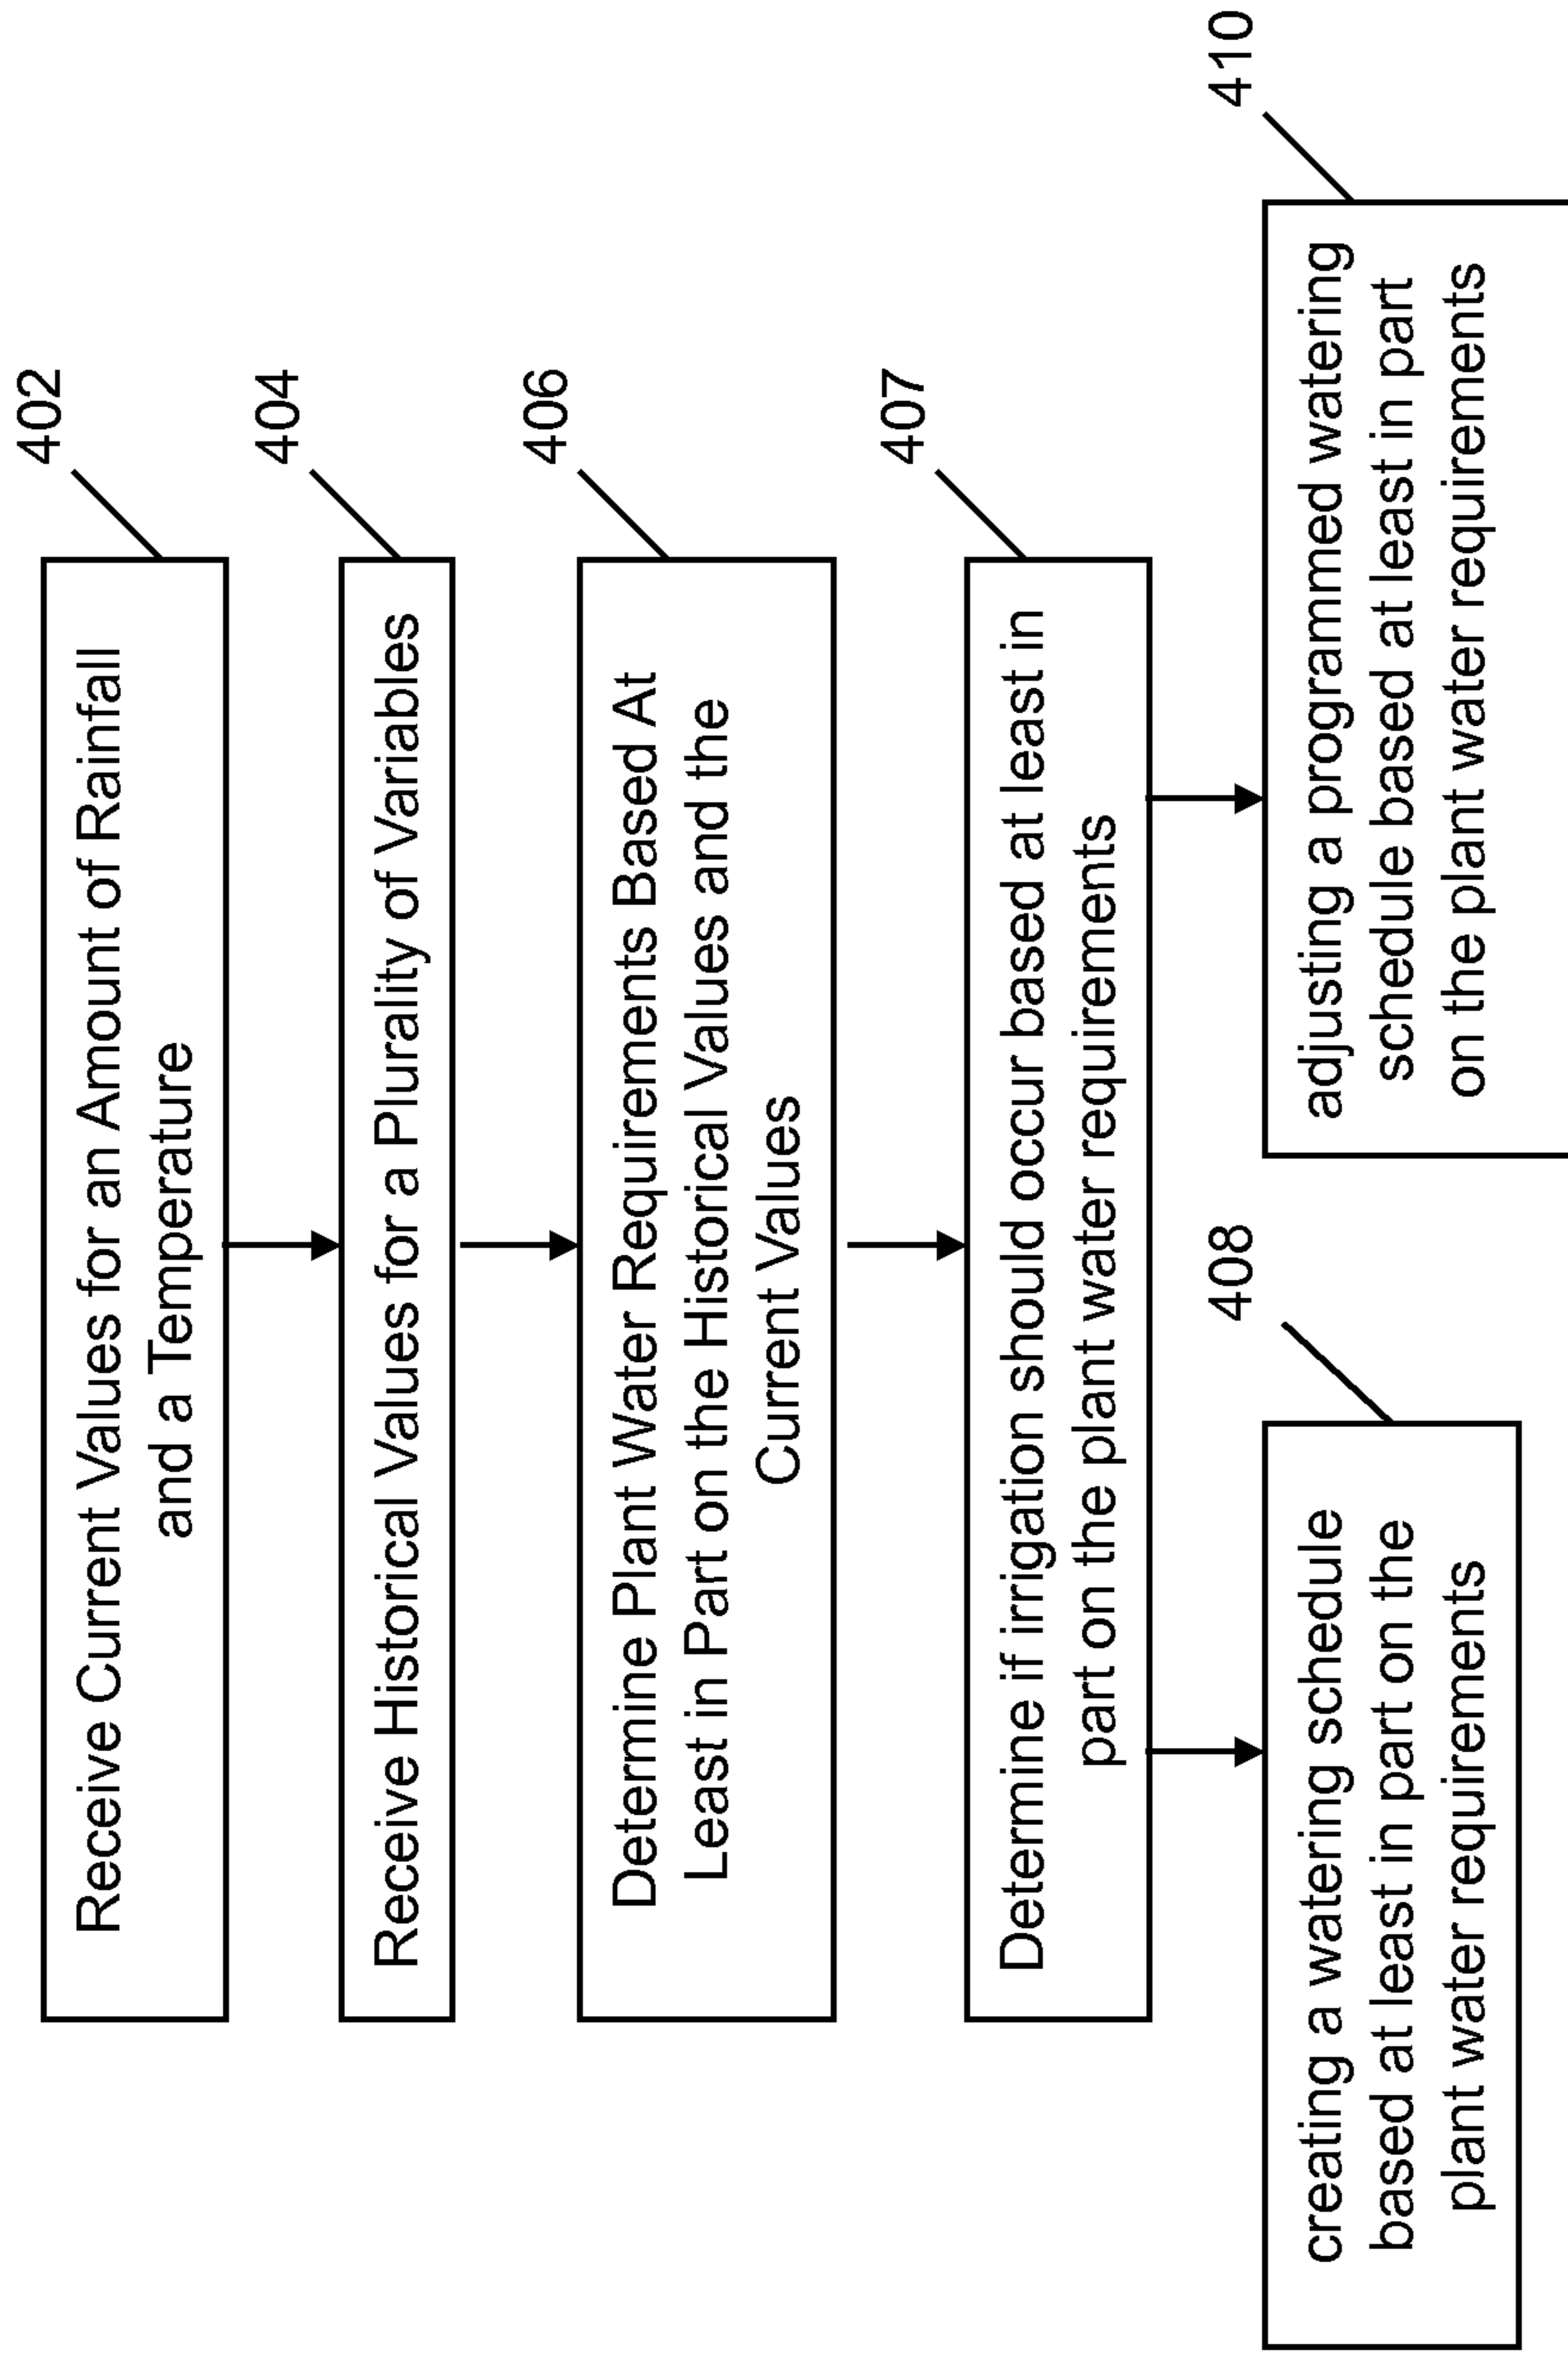 402
Receive Current Values for an Amount of Rainfall
and a Temperature
404
Receive Historical Values for a Plurality of Variables
406
Determine Plant Water Requirements Based At
Least in Part on the Historical Values and the
Current Values
407
Determine if irrigation should occur based at least in
part on the plant water requirements
408
creating a watering schedule
based at least in part on the
plant water requirements
410
adjusting a programmed watering
schedule based at least in part
on the plant water requirements